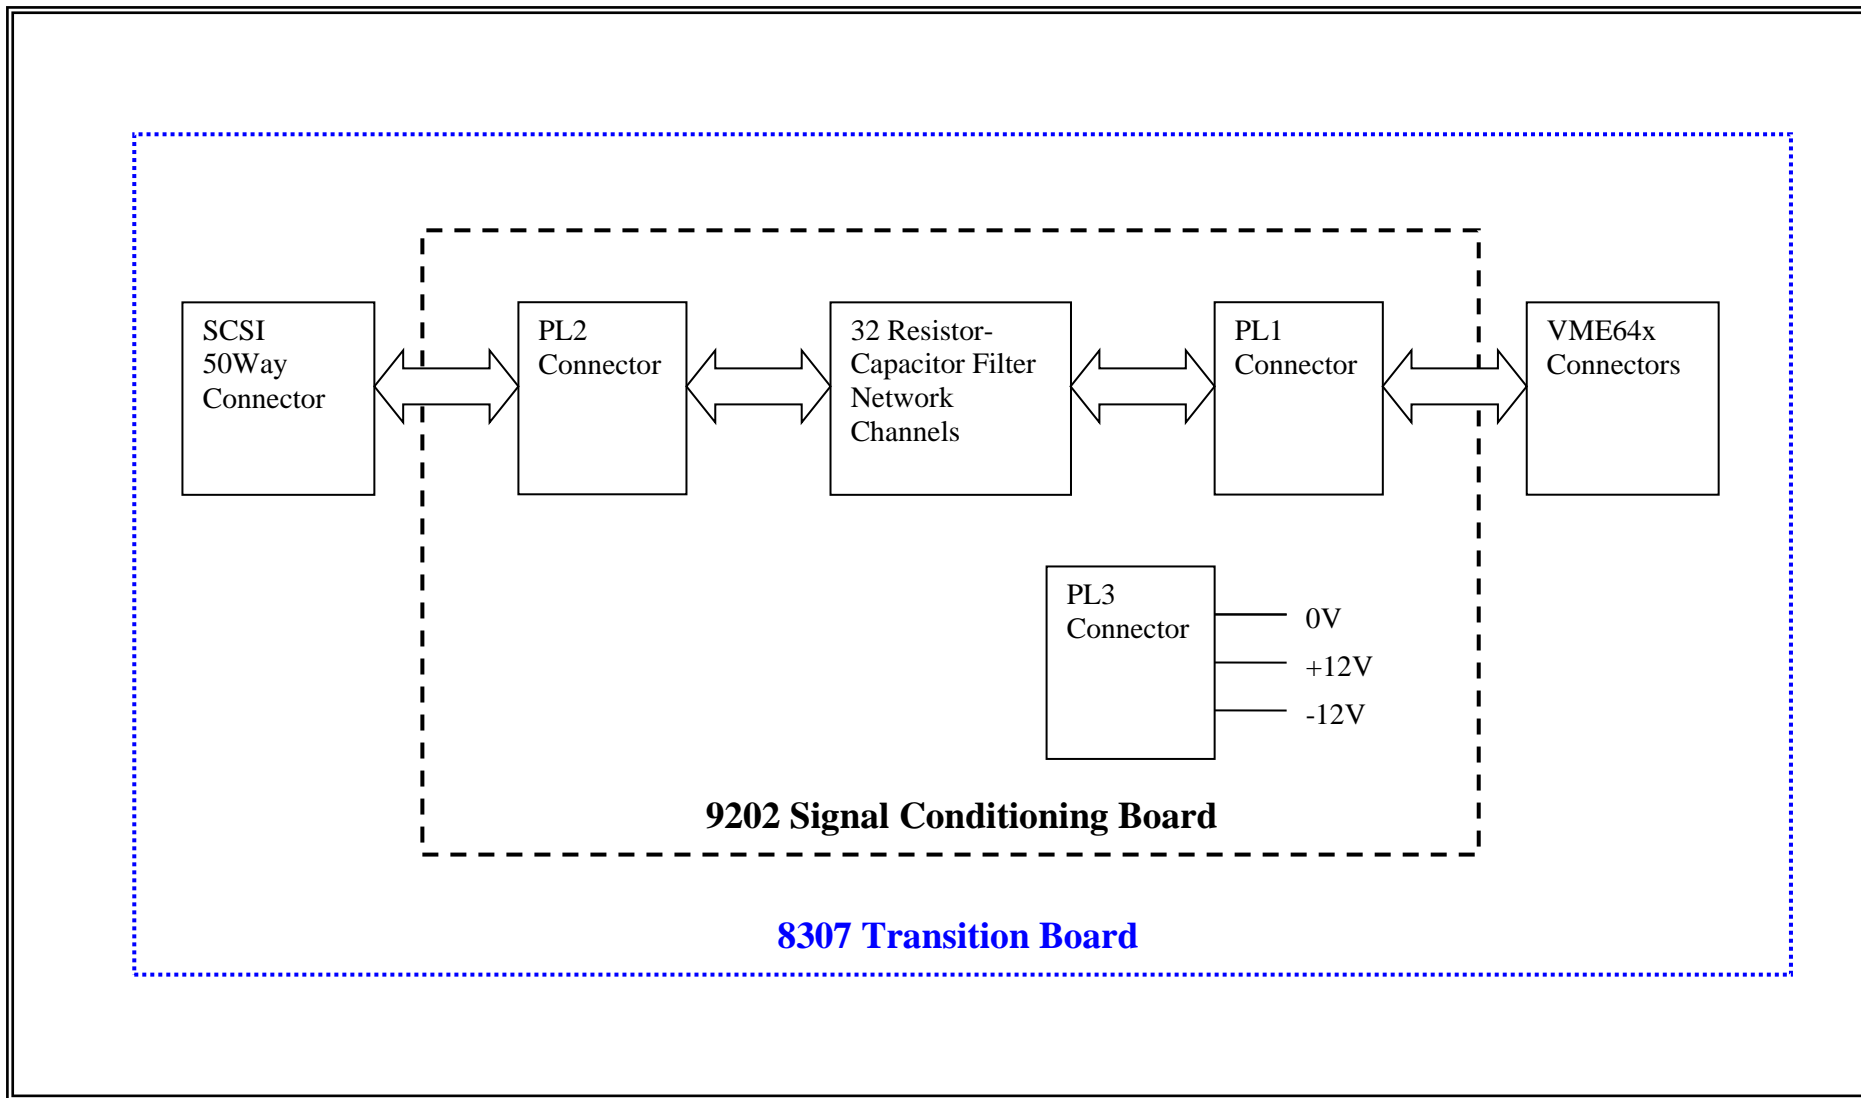 SCSI
50Way
Connector
PL2
Connector
32 Resistor-
Capacitor Filter
Network
Channels
PL1
Connector
VME64x
Connectors
PL3
Connector
0V
+12V
-12V
9202 Signal Conditioning Board
8307 Transition Board